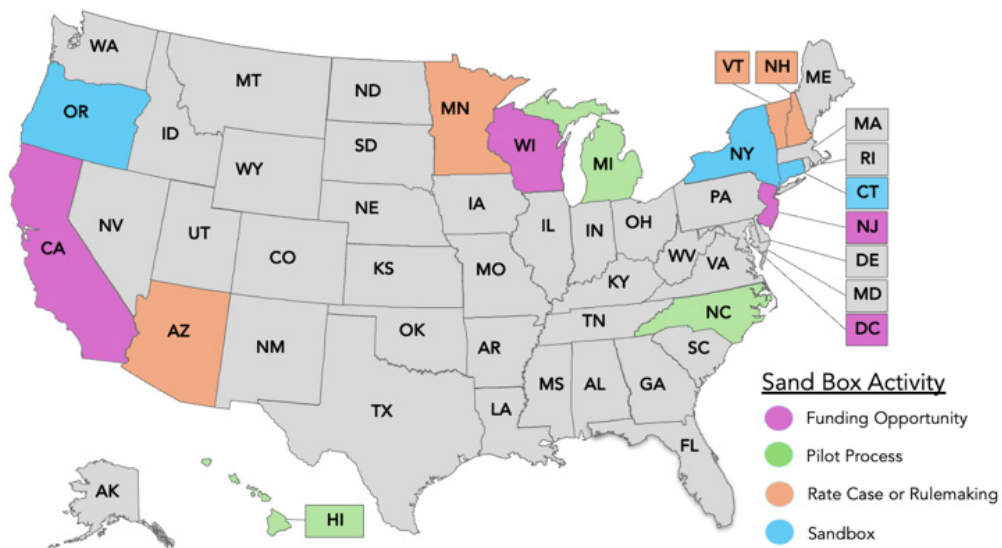 WA
MT
ND
MN
VT
NH
ME
OR
ID
SD
WI
MI
NY
MA
RI
CT
WY
NE
IA
PA
NJ
NV
UT
CO
KS
MO
IL
IN
OH
WV
VA
DE
MD
DC
CA
KY
NC
AZ
NM
OK
AR
TN
SC
TX
LA
MS
AL
GA
FL
AK
HI
Sand Box Activity
Funding Opportunity
Pilot Process
Rate Case or Rulemaking
Sandbox